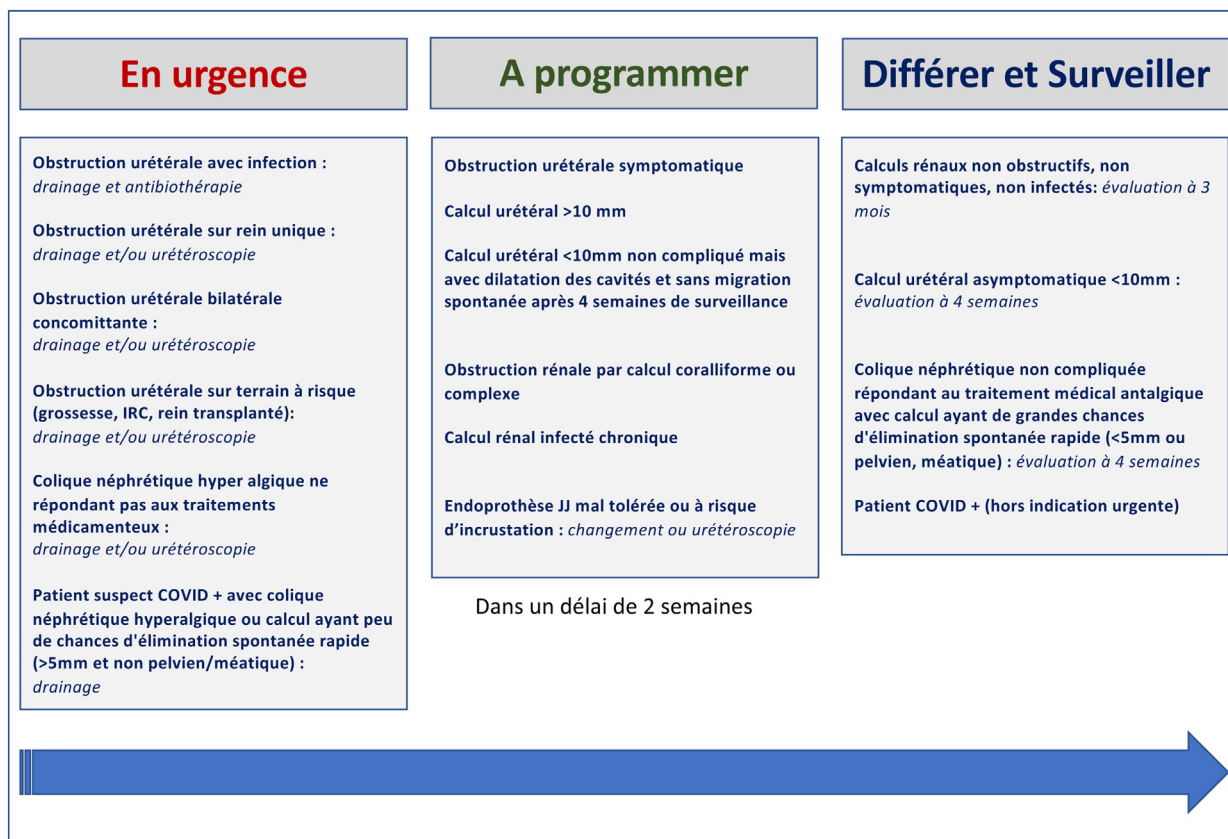 En urgence
Obstruction urétérale avec infection :
drainage et antibiothérapie
Obstruction urétérale sur rein unique :
drainage et/ou urétéroscopie
Obstruction urétérale bilatérale
concomittante :
drainage et/ou urétéroscopie
Obstruction urétérale sur terrain à risque
(grossesse, IRC, rein transplanté):
drainage et/ou urétéroscopie
Colique néphrétique hyper algique ne
répondant pas aux traitements
médicamenteux :
drainage et/ou urétéroscopie
Patient suspect COVID + avec colique
néphrétique hyperalgique ou calcul ayant peu
de chances d'élimination spontanée rapide
(>5mm et non pelvien/méatique) :
drainage
A programmer
Obstruction urétérale symptomatique
Calcul urétéral >10 mm
Calcul urétéral <10mm non compliqué mais
avec dilatation des cavités et sans migration
spontanée après 4 semaines de surveillance
Obstruction rénale par calcul coralliforme ou
complexe
Calcul rénal infecté chronique
Endoprothèse JJ mal tolérée ou à risque
d’incrustation : changement ou urétéroscopie
Dans un délai de 2 semaines
Différer et Surveiller
Calculs rénaux non obstructifs, non
symptomatiques, non infectés: évaluation à 3
mois
Calcul urétéral asymptomatique <10mm :
évaluation à 4 semaines
Colique néphrétique non compliquée
répondant au traitement médical antalgique
avec calcul ayant de grandes chances
d'élimination spontanée rapide (<5mm ou
pelvien, méatique) : évaluation à 4 semaines
Patient COVID + (hors indication urgente)